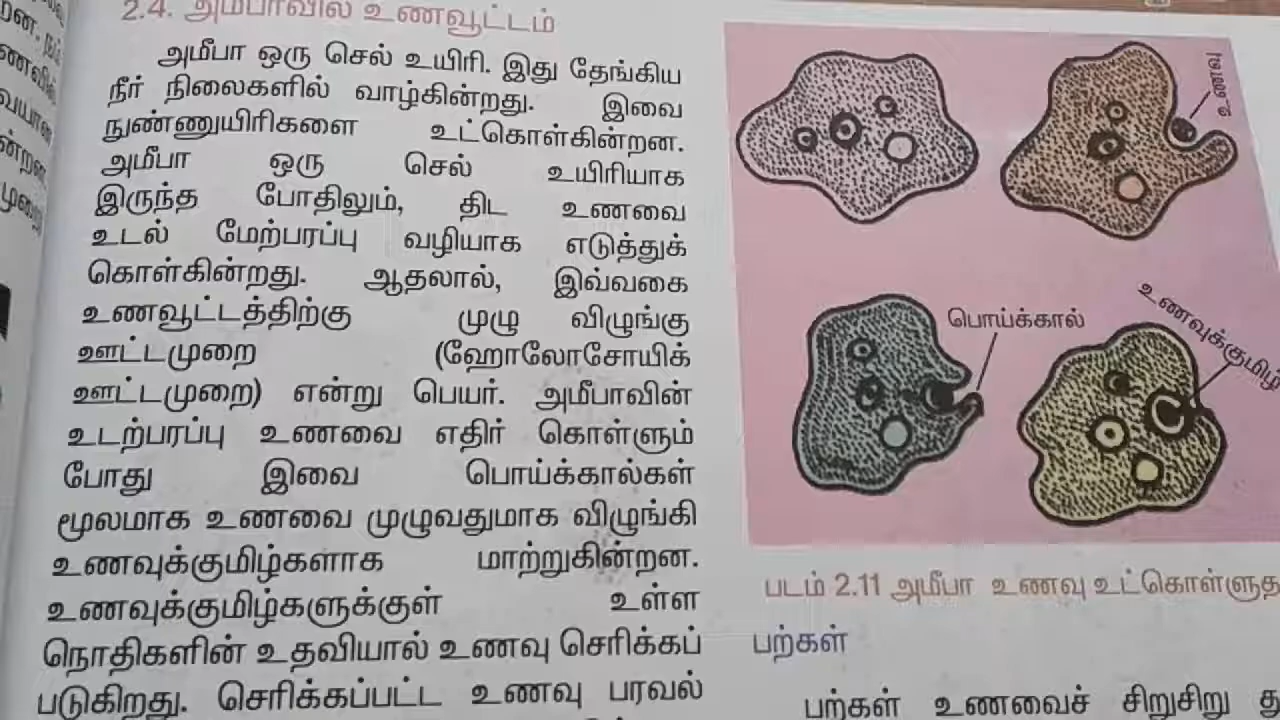 2.4. அமீபாவில் உணவூட்டம்
அமீபா ஒரு செல் உயிரி. இது தேங்கிய
நீர் நிலைகளில் வாழ்கின்றது. இவை
நுண்ணுயிரிகளை உட்கொள்கின்றன.
அமீபா ஒரு செல் உயிரியாக
இருந்த போதிலும், திட உணவை
உடல் மேற்பரப்பு வழியாக எடுத்துக்
கொள்கின்றது. ஆதலால், இவ்வகை
உணவூட்டத்திற்கு முழு விழுங்கு
ஊட்டமுறை (ஹோலோசோயிக்
ஊட்டமுறை) என்று பெயர். அமீபாவின்
உடற்பரப்பு உணவை எதிர் கொள்ளும்
போது இவை பொய்க்கால்கள்
மூலமாக உணவை முழுவதுமாக விழுங்கி
உணவுக்குமிழ்களாக மாற்றுகின்றன.
உணவுக்குமிழ்களுக்குள் உள்ள
நொதிகளின் உதவியால் உணவு செரிக்கப்
படுகிறது. செரிக்கப்பட்ட உணவு பரவல்
உணவு
பொய்க்கால்
உணவுக்குமிழ்
படம் 2.11 அமீபா உணவு உட்கொள்ளுத
பற்கள்
பற்கள் உணவைச் சிறுசிறு